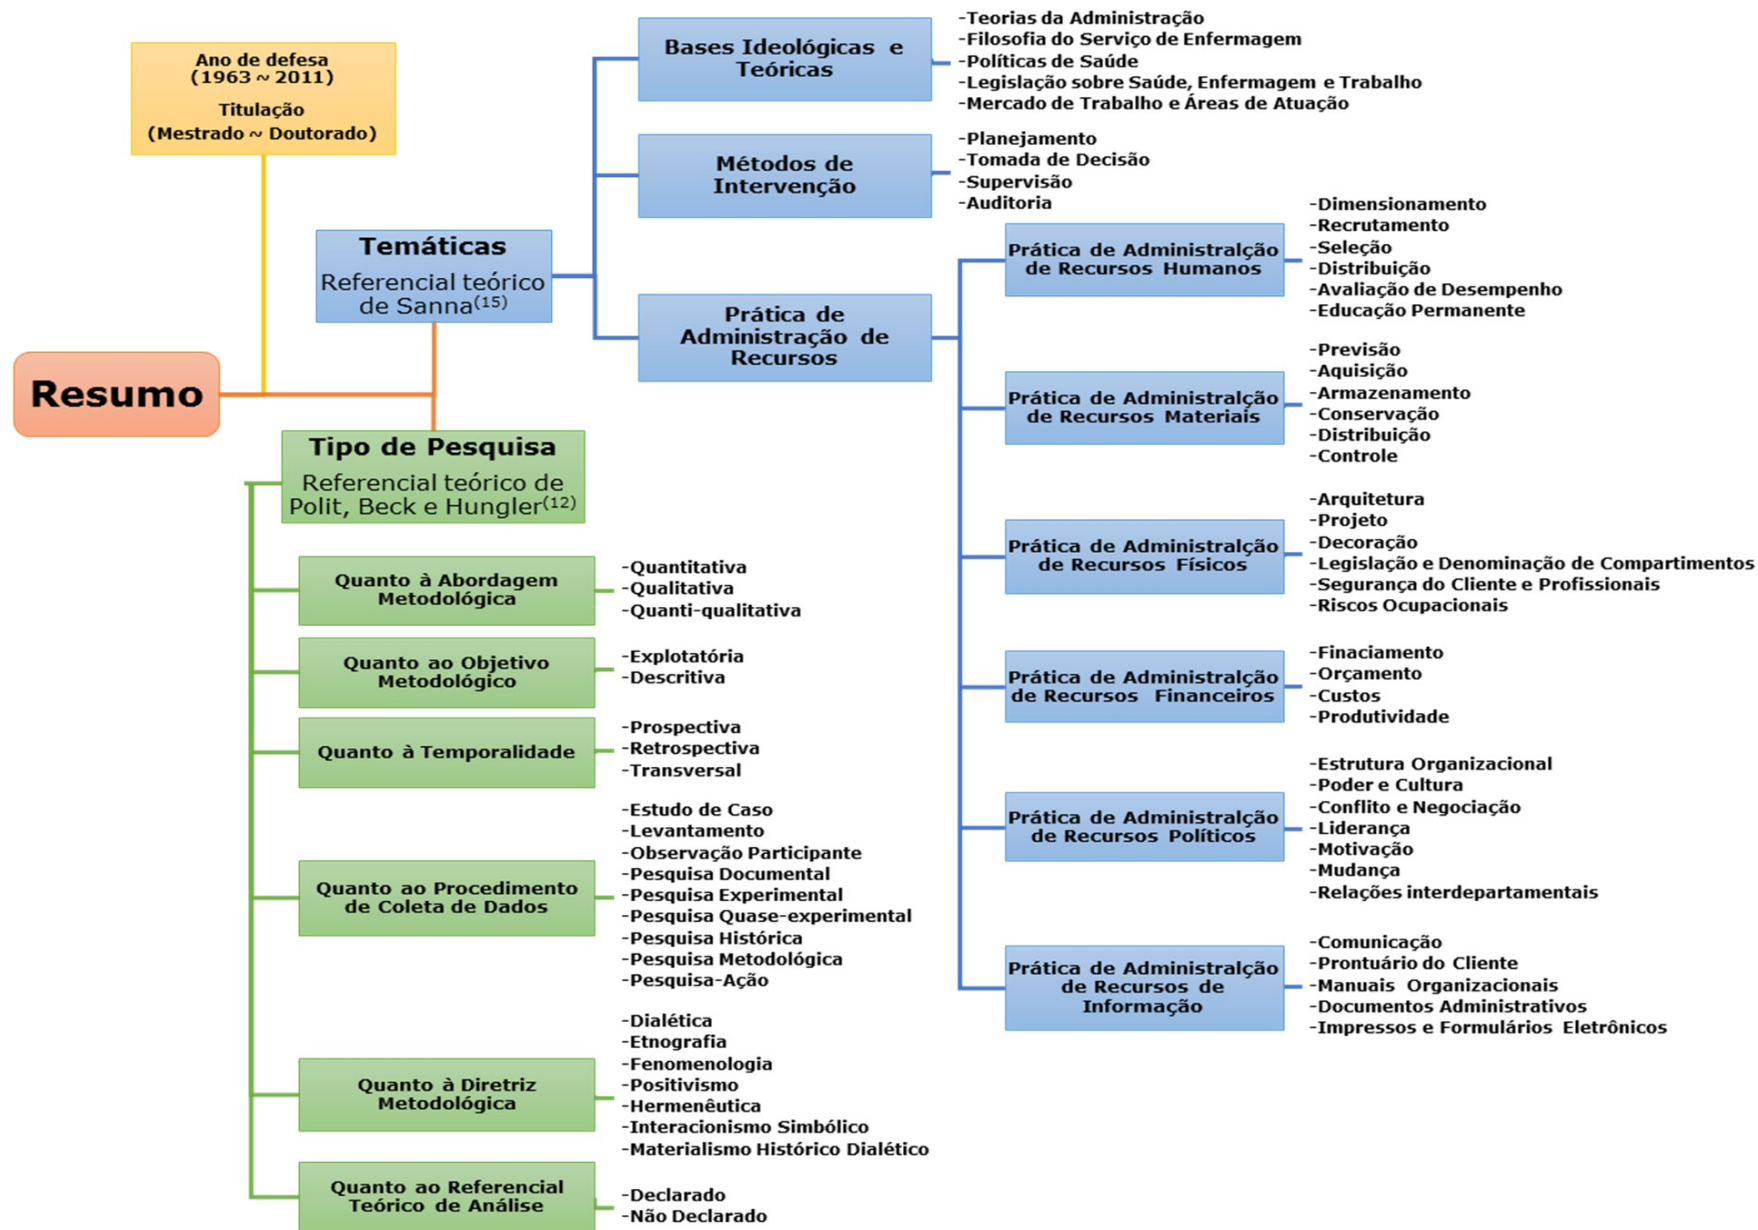 Ano de defesa
(1963 ~ 2011)
Titulação
(Mestrado ~ Doutorado)
Resumo
Temáticas
Referencial teórico
de Sanna(15)
Bases Ideológicas e
Teóricas
-Teorias da Administração
-Filosofia do Serviço de Enfermagem
-Políticas de Saúde
-Legislação sobre Saúde, Enfermagem e Trabalho
-Mercado de Trabalho e Áreas de Atuação
Métodos de
Intervenção
-Planejamento
-Tomada de Decisão
-Supervisão
-Auditoria
Prática de
Administração de
Recursos
Prática de Administralção
de Recursos Humanos
-Dimensionamento
-Recrutamento
-Seleção
-Distribuição
-Avaliação de Desempenho
-Educação Permanente
Prática de Administralção
de Recursos Materiais
-Previsão
-Aquisição
-Armazenamento
-Conservação
-Distribuição
-Controle
Prática de Administralção
de Recursos Físicos
-Arquitetura
-Projeto
-Decoração
-Legislação e Denominação de Compartimentos
-Segurança do Cliente e Profissionais
-Riscos Ocupacionais
Prática de Administralção
de Recursos Financeiros
-Finaciamento
-Orçamento
-Custos
-Produtividade
Prática de Administralção
de Recursos Políticos
-Estrutura Organizacional
-Poder e Cultura
-Conflito e Negociação
-Liderança
-Motivação
-Mudança
-Relações interdepartamentais
Prática de Administralção
de Recursos de
Informação
-Comunicação
-Prontuário do Cliente
-Manuais Organizacionais
-Documentos Administrativos
-Impressos e Formulários Eletrônicos
Tipo de Pesquisa
Referencial teórico de
Polit, Beck e Hungler(12)
Quanto à Abordagem
Metodológica
-Quantitativa
-Qualitativa
-Quanti-qualitativa
Quanto ao Objetivo
Metodológico
-Explotatória
-Descritiva
Quanto à Temporalidade
-Prospectiva
-Retrospectiva
-Transversal
Quanto ao Procedimento
de Coleta de Dados
-Estudo de Caso
-Levantamento
-Observação Participante
-Pesquisa Documental
-Pesquisa Experimental
-Pesquisa Quase-experimental
-Pesquisa Histórica
-Pesquisa Metodológica
-Pesquisa-Ação
Quanto à Diretriz
Metodológica
-Dialética
-Etnografia
-Fenomenologia
-Positivismo
-Hermenêutica
-Interacionismo Simbólico
-Materialismo Histórico Dialético
Quanto ao Referencial
Teórico de Análise
-Declarado
-Não Declarado